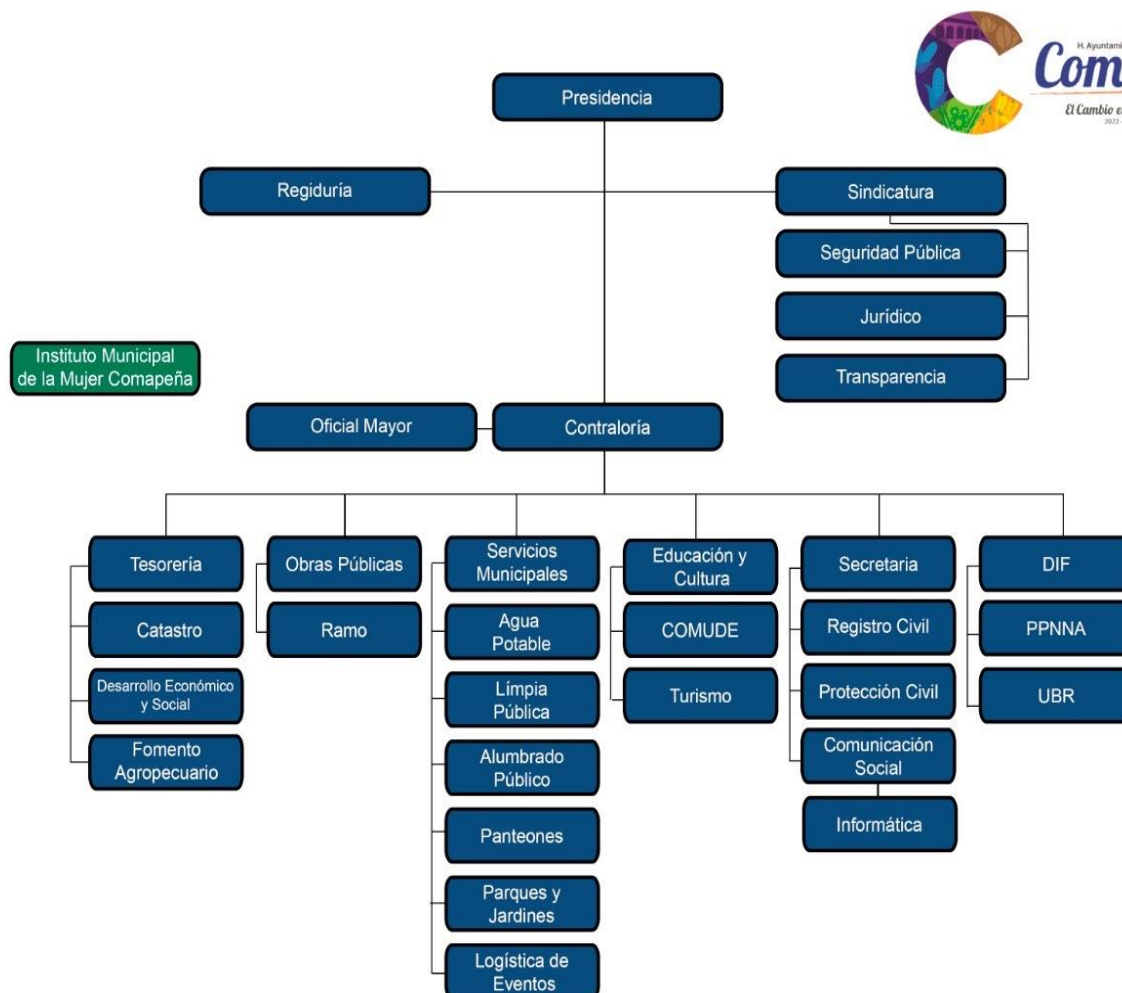 H. Ayuntami
Com
El Cambio e
2022-
Presidencia
Regiduría
Sindicatura
Seguridad Pública
Jurídico
Transparencia
Instituto Municipal
de la Mujer Comapeña
Oficial Mayor
Contraloría
Tesorería
Catastro
Desarrollo Económico
y Social
Fomento
Agropecuario
Obras Públicas
Ramo
Servicios
Municipales
Agua
Potable
Límpia
Pública
Alumbrado
Público
Panteones
Parques y
Jardines
Logística de
Eventos
Educación y
Cultura
COMUDE
Turismo
Secretaria
Registro Civil
Protección Civil
Comunicación
Social
Informática
DIF
PPNNA
UBR